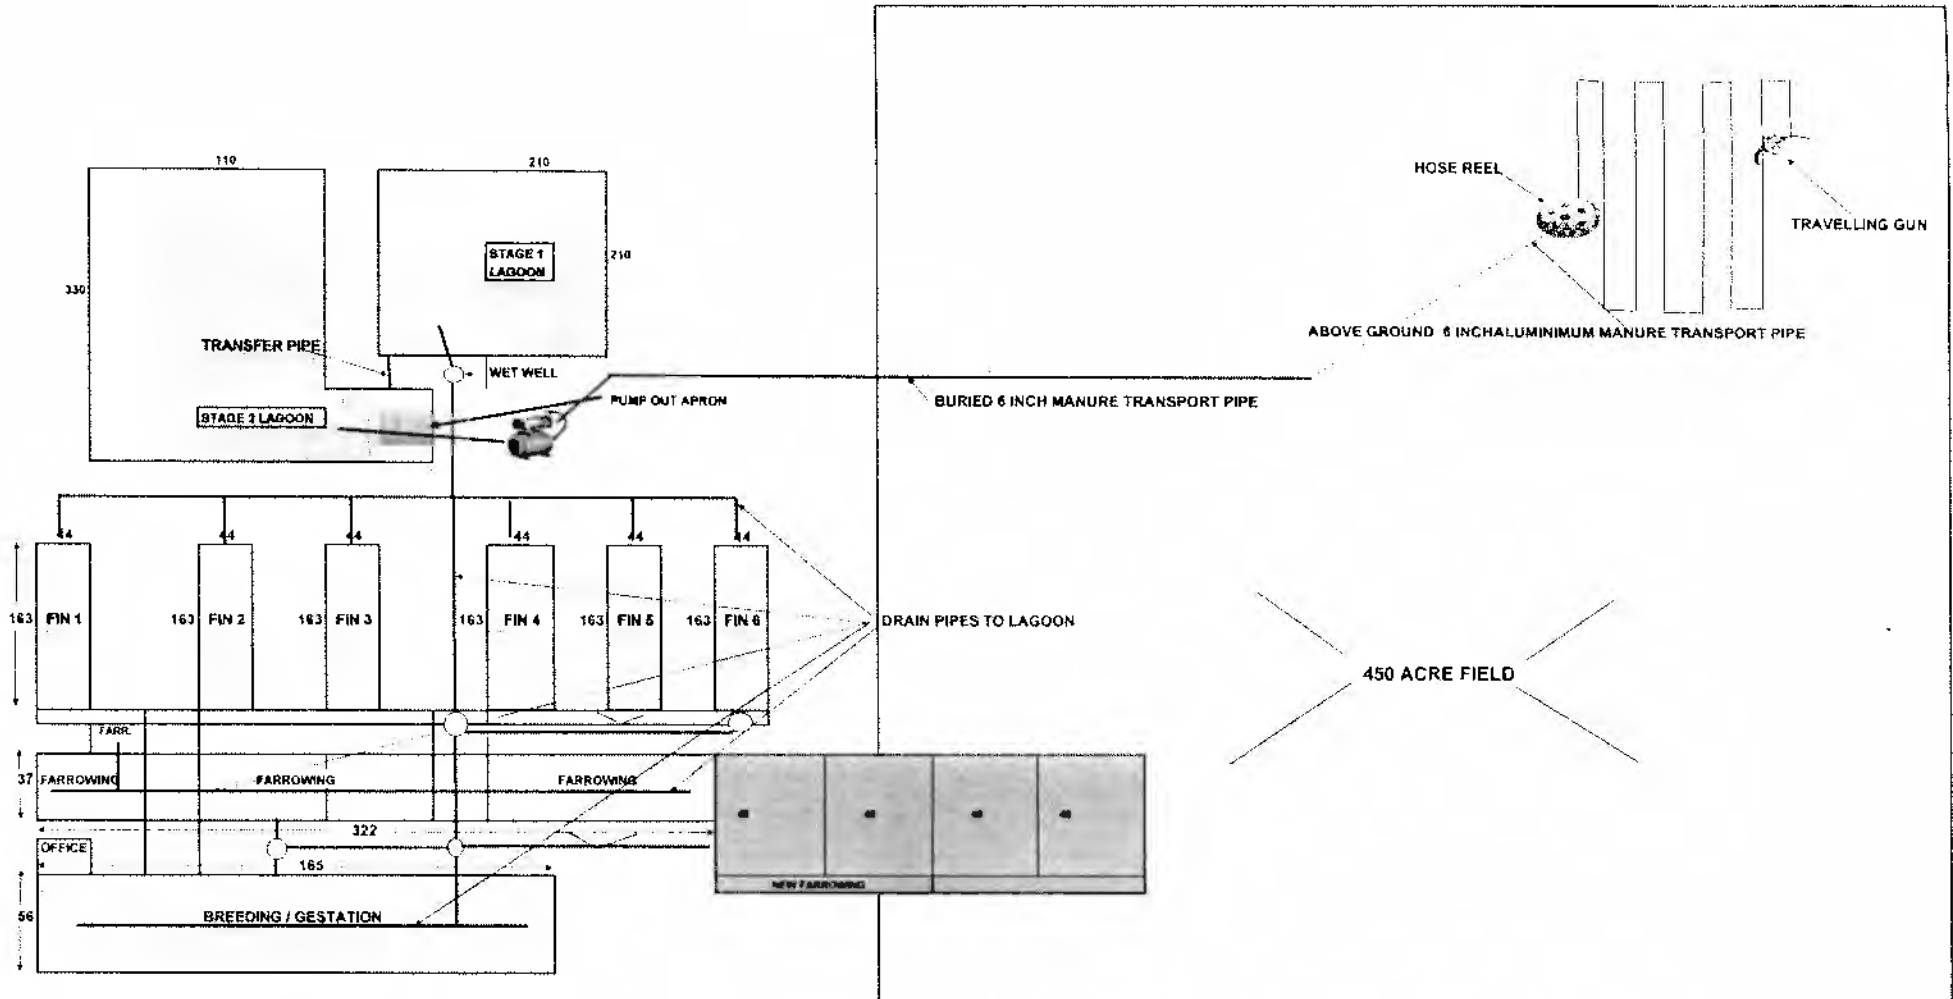 110
210
HOSE REEL
TRAVELLING GUN
STAGE 1
LAGOON
210
330
ABOVE GROUND 6 INCHALUMINIMUM MANURE TRANSPORT PIPE
TRANSFER PIPE
WET WELL
PUMP OUT APRON
BURIED 6 INCH MANURE TRANSPORT PIPE
STAGE 2 LAGOON
44
44
44
44
44
44
163
FIN 1
163
FIN 2
163
FIN 3
163
FIN 4
163
FIN 5
163
FIN 6
DRAIN PIPES TO LAGOON
450 ACRE FIELD
FARR.
37
FARROWING
FARROWING
FARROWING
322
OFFICE
165
NEW FARROWING
56
BREEDING / GESTATION